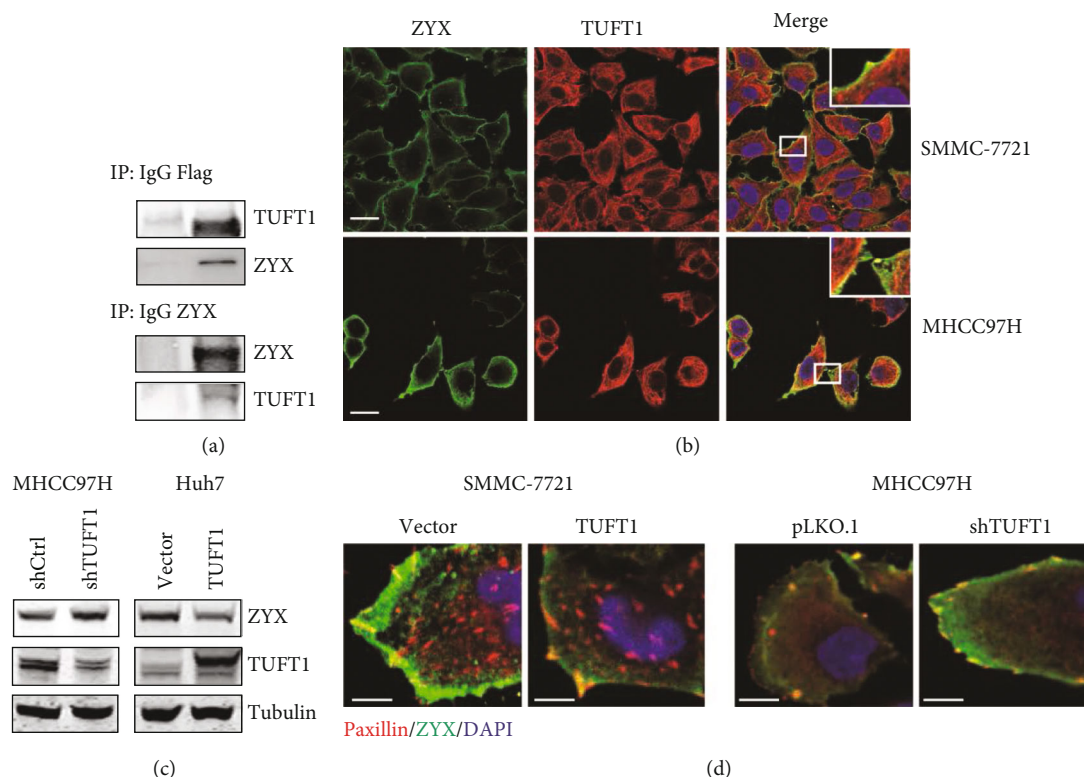 IP: IgG Flag
TUFT1
ZYX
IP: IgG ZYX
ZYX
TUFT1
(a)
ZYX TUFT1 Merge
SMMC-7721
MHCC97H
(b)
MHCC97H Huh7
shCtrl shTUFT1 Vector TUFT1
ZYX
TUFT1
Tubulin
(c)
SMMC-7721 MHCC97H
Vector TUFT1 pLKO.1 shTUFT1
Paxillin/ZYX/DAPI
(d)